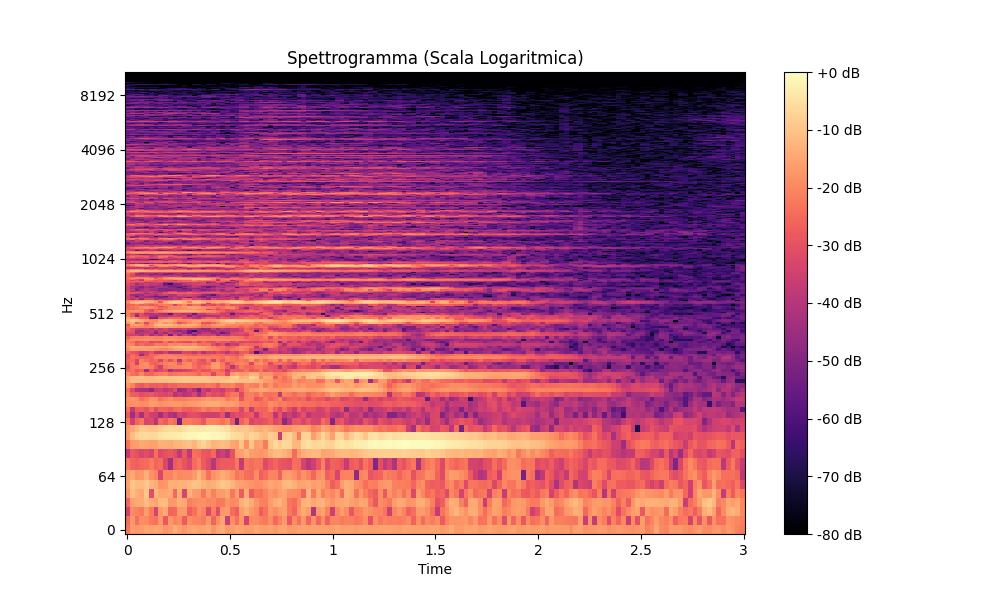 Spettrogramma (Scala Logaritmica)
Hz
8192
4096
2048
1024
512
256
128
64
0
0 0.5 1 1.5 2 2.5 3
Time
+0 dB
-10 dB
-20 dB
-30 dB
-40 dB
-50 dB
-60 dB
-70 dB
-80 dB